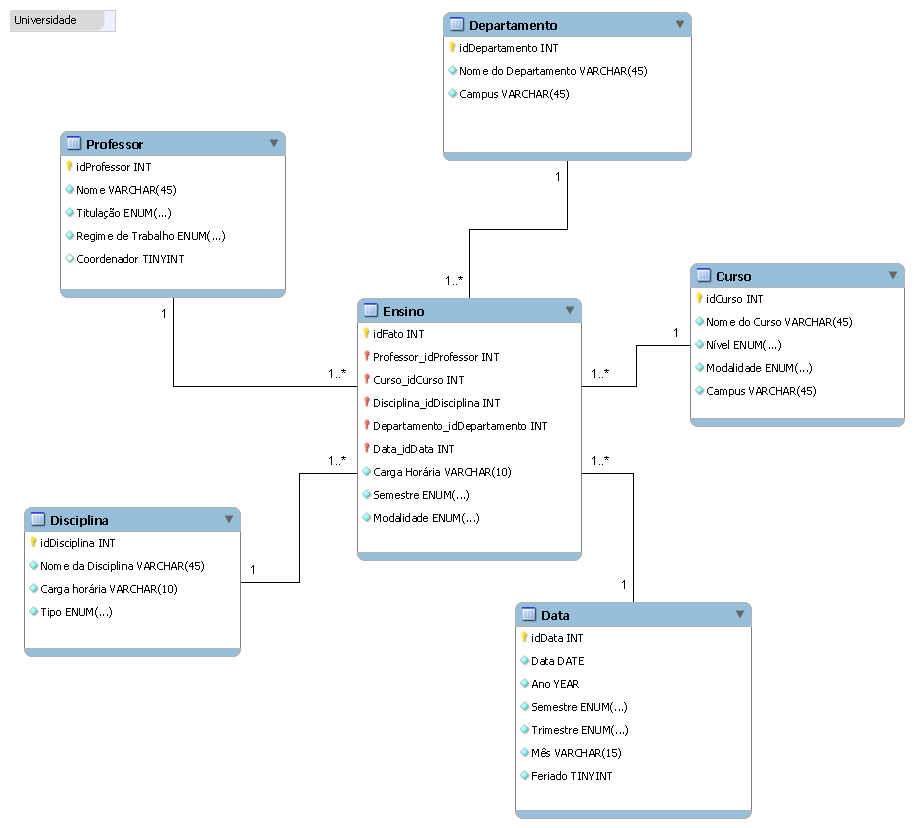 Universidade
Departamento
idDepartamento INT
Nome do Departamento VARCHAR(45)
Campus VARCHAR(45)
1
1..*
Professor
idProfessor INT
Nome VARCHAR(45)
Titulação ENUM(...)
Regime de Trabalho ENUM(...)
Coordenador TINYINT
1
1..*
Curso
idCurso INT
Nome do Curso VARCHAR(45)
Nível ENUM(...)
Modalidade ENUM(...)
Campus VARCHAR(45)
1
1..*
Ensino
idFato INT
Professor_idProfessor INT
Curso_idCurso INT
Disciplina_idDisciplina INT
Departamento_idDepartamento INT
Data_idData INT
Carga Horária VARCHAR(10)
Semestre ENUM(...)
Modalidade ENUM(...)
1..*
1..*
Disciplina
idDisciplina INT
Nome da Disciplina VARCHAR(45)
Carga horária VARCHAR(10)
Tipo ENUM(...)
1
1
Data
idData INT
Data DATE
Ano YEAR
Semestre ENUM(...)
Trimestre ENUM(...)
Mês VARCHAR(15)
Feriado TINYINT